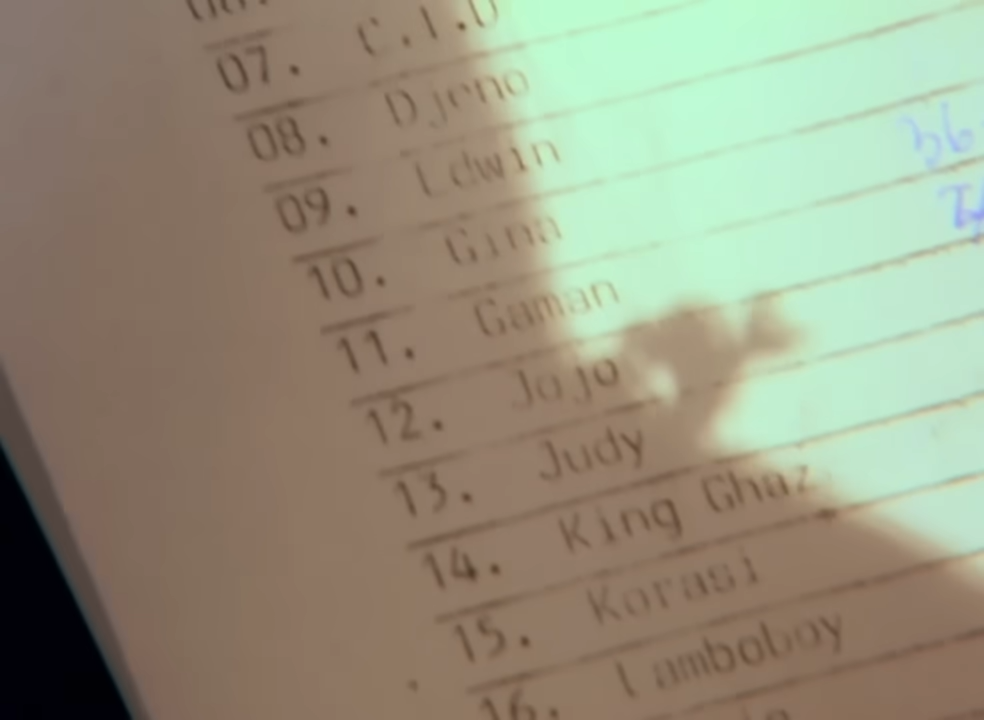 07. C.I.D
08. Djeno
09. Edwin
10. Gina
11. Gaman
12. Jojo
13. Judy
14. King Ghaz
15. Korasi
16. Lamboboy